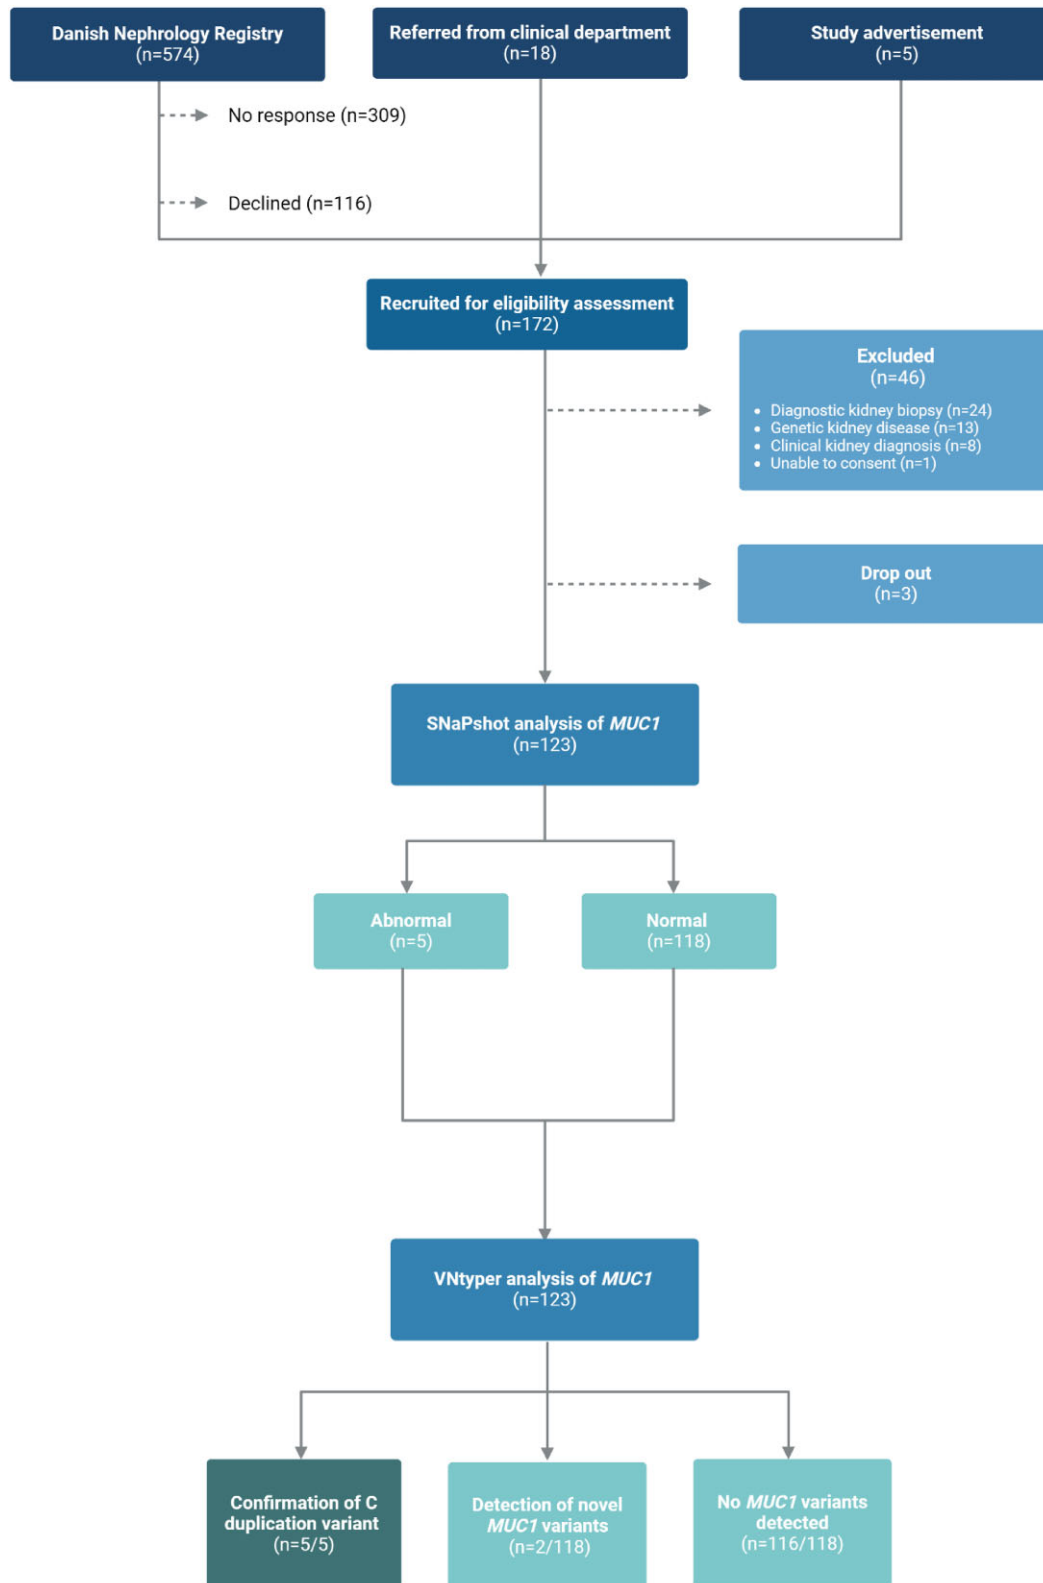 Danish Nephrology Registry
(n=574)
Referred from clinical department
(n=18)
Study advertisement
(n=5)
No response (n=309)
Declined (n=116)
Recruited for eligibility assessment
(n=172)
Excluded
(n=46)
• Diagnostic kidney biopsy (n=24)
• Genetic kidney disease (n=13)
• Clinical kidney diagnosis (n=8)
• Unable to consent (n=1)
Drop out
(n=3)
SNaPshot analysis of MUC1
(n=123)
Abnormal
(n=5)
Normal
(n=118)
VNtyper analysis of MUC1
(n=123)
Confirmation of C
duplication variant
(n=5/5)
Detection of novel
MUC1 variants
(n=2/118)
No MUC1 variants
detected
(n=116/118)